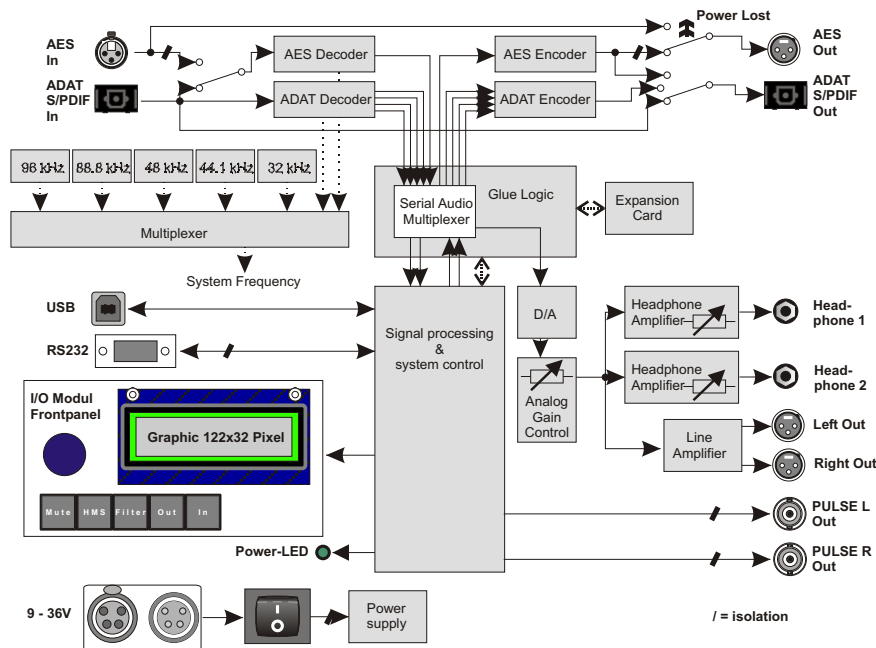 Power Lost
AES
In
AES Decoder
AES Encoder
AES
Out
ADAT
S/PDIF
In
ADAT Decoder
ADAT Encoder
ADAT
S/PDIF
Out
96 kHz
88.8 kHz
48 kHz
44.1 kHz
32 kHz
Multiplexer
System Frequency
Serial Audio
Multiplexer
Glue Logic
Expansion
Card
USB
RS232
Signal processing
&
system control
D/A
Analog
Gain
Control
Headphone
Amplifier
Head-
phone 1
Headphone
Amplifier
Head-
phone 2
Line
Amplifier
Left Out
Right Out
I/O Modul
Frontpanel
Graphic 122x32 Pixel
Mute
HMS
Filter
Out
In
Power-LED
PULSE L
Out
PULSE R
Out
9 - 36V
Power
supply
/ = isolation